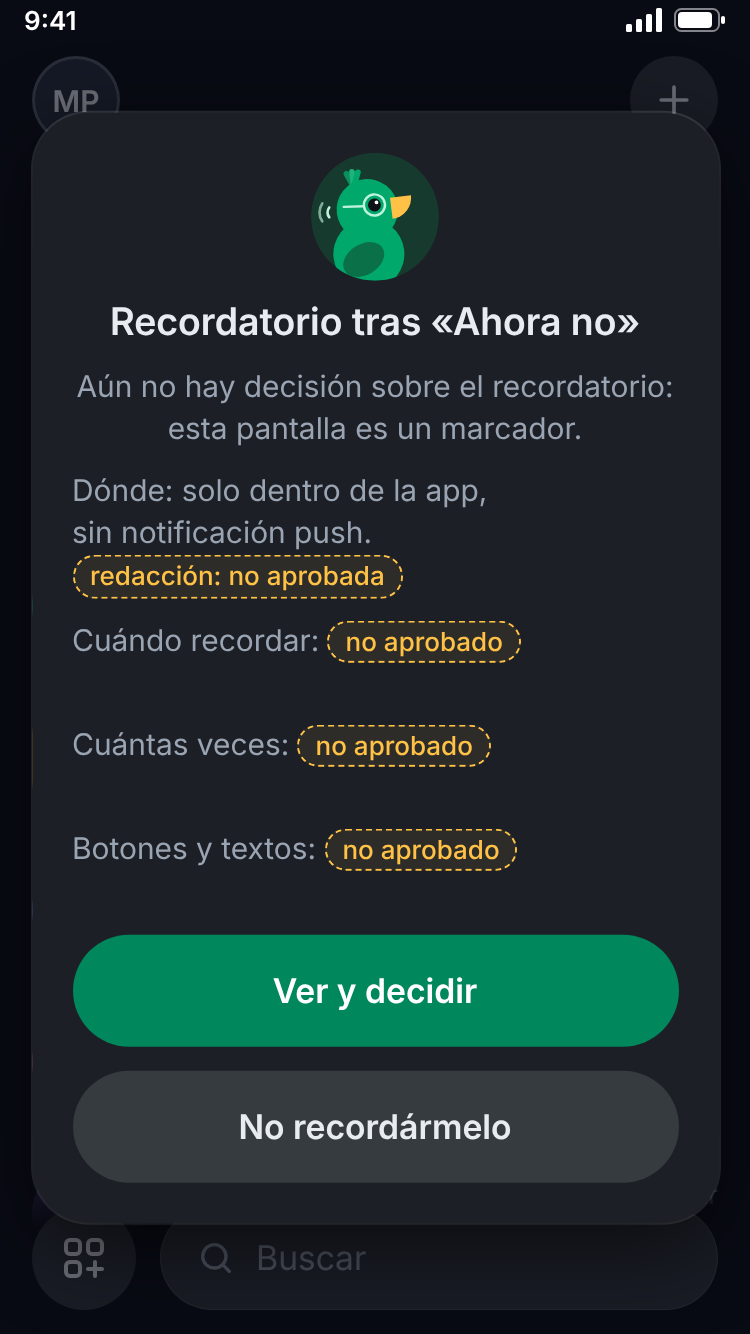 9:41
MP
Recordatorio tras «Ahora no»
Aún no hay decisión sobre el recordatorio:
esta pantalla es un marcador.
Dónde: solo dentro de la app,
sin notificación push.
redacción: no aprobada
Cuándo recordar: no aprobado
Cuántas veces: no aprobado
Botones y textos: no aprobado
Ver y decidir
No recordármelo
Buscar